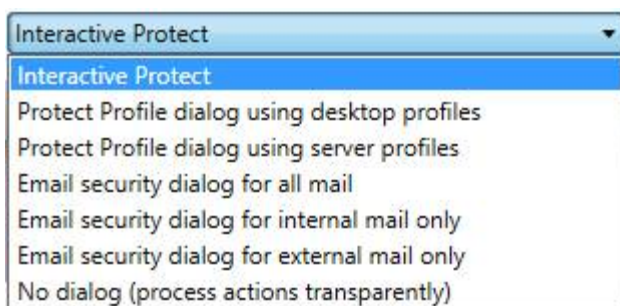 Interactive Protect
Interactive Protect
Protect Profile dialog using desktop profiles
Protect Profile dialog using server profiles
Email security dialog for all mail
Email security dialog for internal mail only
Email security dialog for external mail only
No dialog (process actions transparently)